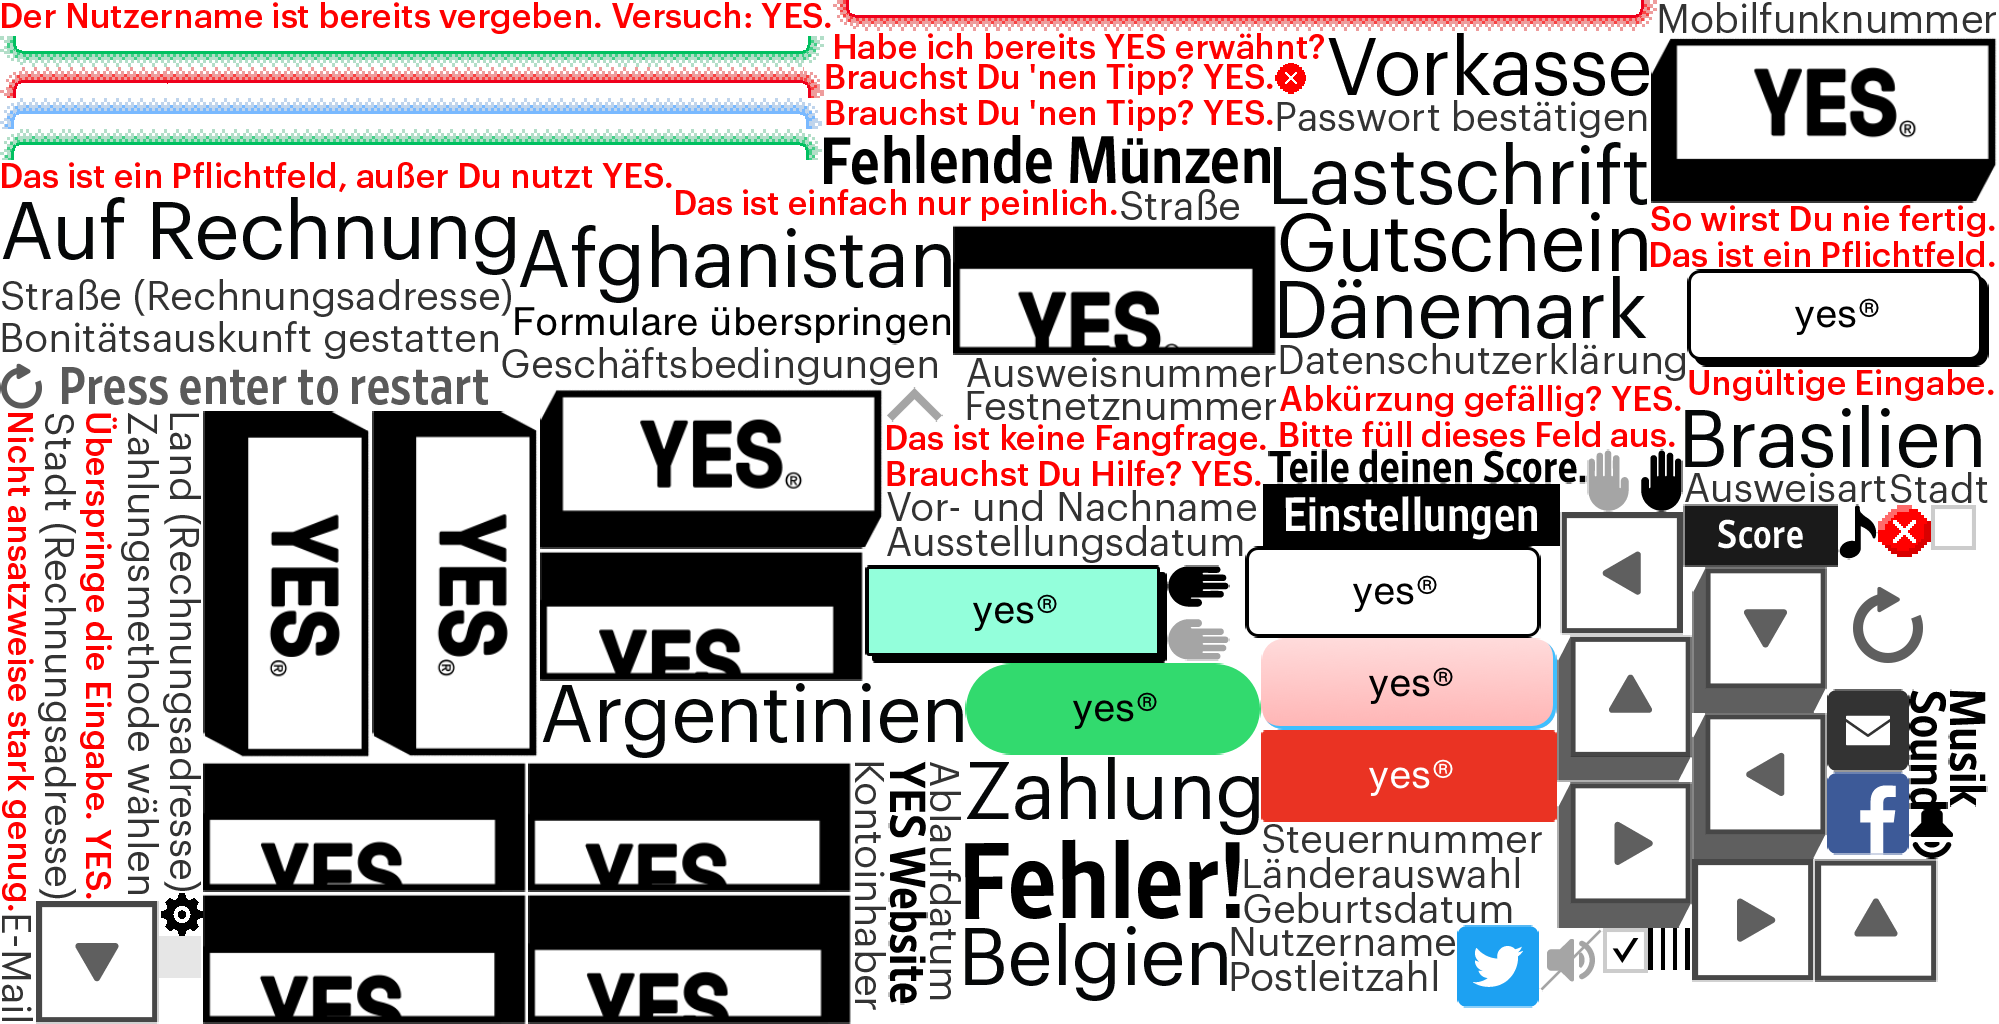 Der Nutzername ist bereits vergeben. Versuch: YES.
Mobilfunknummer
Habe ich bereits YES erwähnt?
Brauchst Du 'nen Tipp? YES.
Vorkasse
Brauchst Du 'nen Tipp? YES.
Passwort bestätigen
YES®
Fehlende Münzen
Lastschrift
Das ist ein Pflichtfeld, außer Du nutzt YES.
Das ist einfach nur peinlich.
Straße
So wirst Du nie fertig.
Auf Rechnung
Afghanistan
Gutschein
Das ist ein Pflichtfeld.
Straße (Rechnungsadresse)
Formulare überspringen
YES®
Dänemark
yes®
Bonitätsauskunft gestatten
Geschäftsbedingungen
Datenschutzerklärung
Press enter to restart
Ausweisnummer
Ungültige Eingabe.
Festnetznummer
Abkürzung gefällig? YES.
Nicht ansatzweise stark genug.
Stadt (Rechnungsadresse)
Überspringe die Eingabe. YES.
Zahlungsmethode wählen
Land (Rechnungsadresse)
YES®
YES®
YES®
Das ist keine Fangfrage.
Bitte füll dieses Feld aus.
Brasilien
Brauchst Du Hilfe? YES.
Teile deinen Score.
Ausweisart
Stadt
Vor- und Nachname
Einstellungen
Ausstellungsdatum
Score
yes®
yes®
YES
yes®
yes®
Argentinien
Musik
Sound
yes®
Zahlung
Kontoinhaber
YES Website
Ablaufdatum
YES
YES
Steuernummer
Fehler!
Länderauswahl
Geburtsdatum
E-Mail
Belgien
Nutzername
Postleitzahl
YES
YES